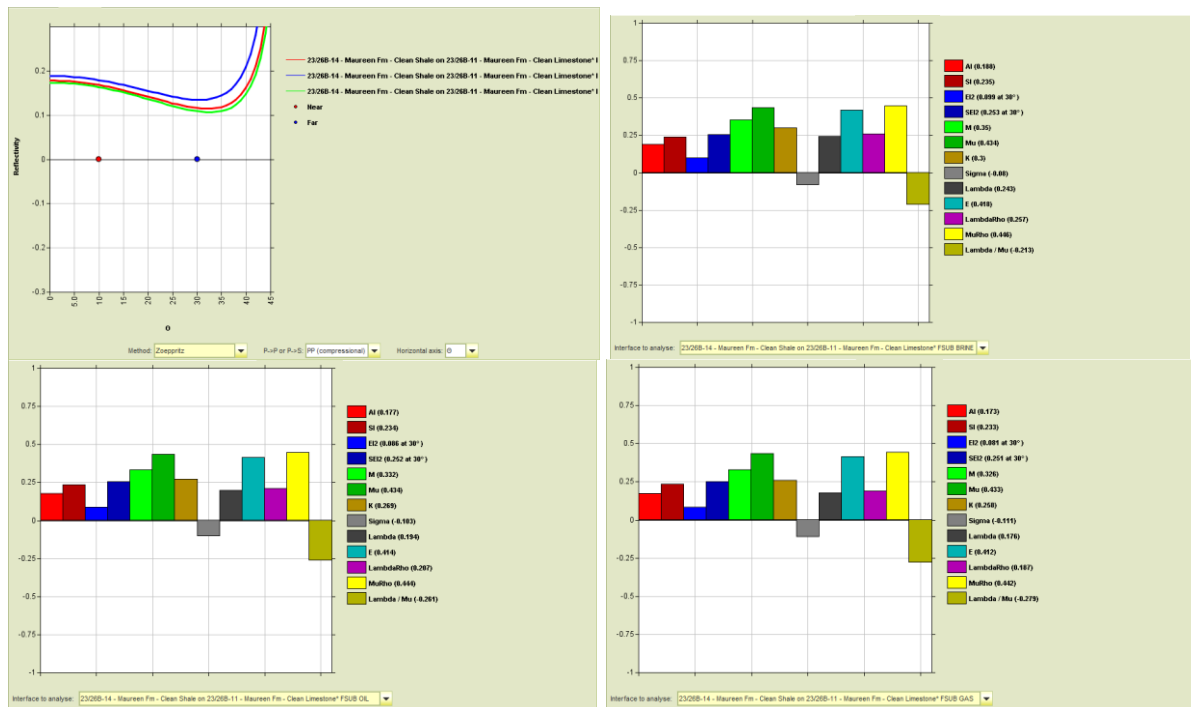 0.2
0.1
0
-0.1
-0.2
-0.3
Reflectivity
0
5.0
10
15
20
25
30
35
40
45
Θ
23/26B-14 - Maureen Fm - Clean Shale on 23/26B-11 - Maureen Fm - Clean Limestone* I
23/26B-14 - Maureen Fm - Clean Shale on 23/26B-11 - Maureen Fm - Clean Limestone* I
23/26B-14 - Maureen Fm - Clean Shale on 23/26B-11 - Maureen Fm - Clean Limestone* I
Near
Far
Method: Zoeppritz P->P or P->S: PP (compressional) Horizontal axis: Θ
1
0.75
0.5
0.25
0
-0.25
-0.5
-0.75
-1
AI (0.188)
SI (0.235)
EI2 (0.099 at 30° )
SEI2 (0.253 at 30° )
M (0.35)
Mu (0.434)
K (0.3)
Sigma (-0.08)
Lambda (0.243)
E (0.418)
LambdaRho (0.257)
MuRho (0.446)
Lambda / Mu (-0.213)
Interface to analyse: 23/26B-14 - Maureen Fm - Clean Shale on 23/26B-11 - Maureen Fm - Clean Limestone* FSUB BRINE
1
0.75
0.5
0.25
0
-0.25
-0.5
-0.75
-1
AI (0.177)
SI (0.234)
EI2 (0.086 at 30° )
SEI2 (0.252 at 30° )
M (0.332)
Mu (0.434)
K (0.269)
Sigma (-0.103)
Lambda (0.194)
E (0.414)
LambdaRho (0.207)
MuRho (0.444)
Lambda / Mu (-0.261)
Interface to analyse: 23/26B-14 - Maureen Fm - Clean Shale on 23/26B-11 - Maureen Fm - Clean Limestone* FSUB OIL
1
0.75
0.5
0.25
0
-0.25
-0.5
-0.75
-1
AI (0.173)
SI (0.233)
EI2 (0.081 at 30° )
SEI2 (0.251 at 30° )
M (0.326)
Mu (0.433)
K (0.258)
Sigma (-0.111)
Lambda (0.176)
E (0.412)
LambdaRho (0.187)
MuRho (0.442)
Lambda / Mu (-0.279)
Interface to analyse: 23/26B-14 - Maureen Fm - Clean Shale on 23/26B-11 - Maureen Fm - Clean Limestone* FSUB GAS